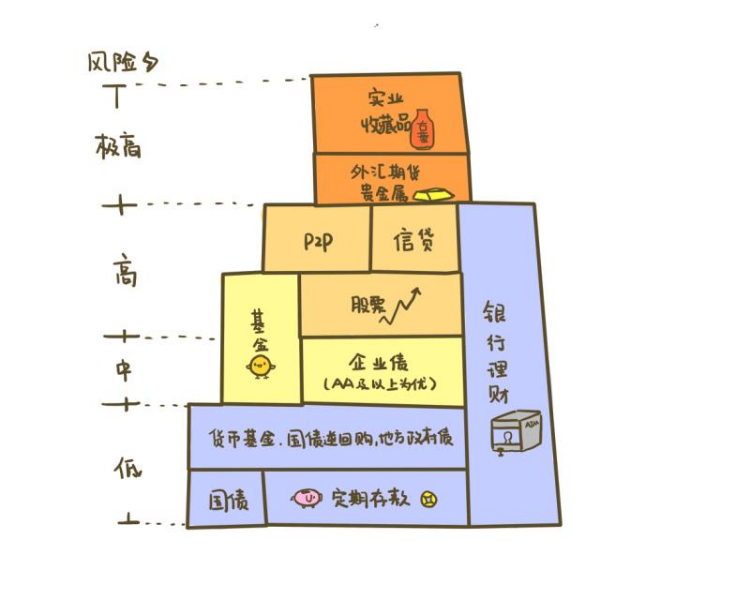 风险
极高
高
中
低
实业
收藏品
古董
外汇期货
贵金属
P2P
信贷
股票
基
金
企业债
(AA及以上为优)
银
行
理
财
ATM
货币基金、国债逆回购,地方政府债
国债
定期存款